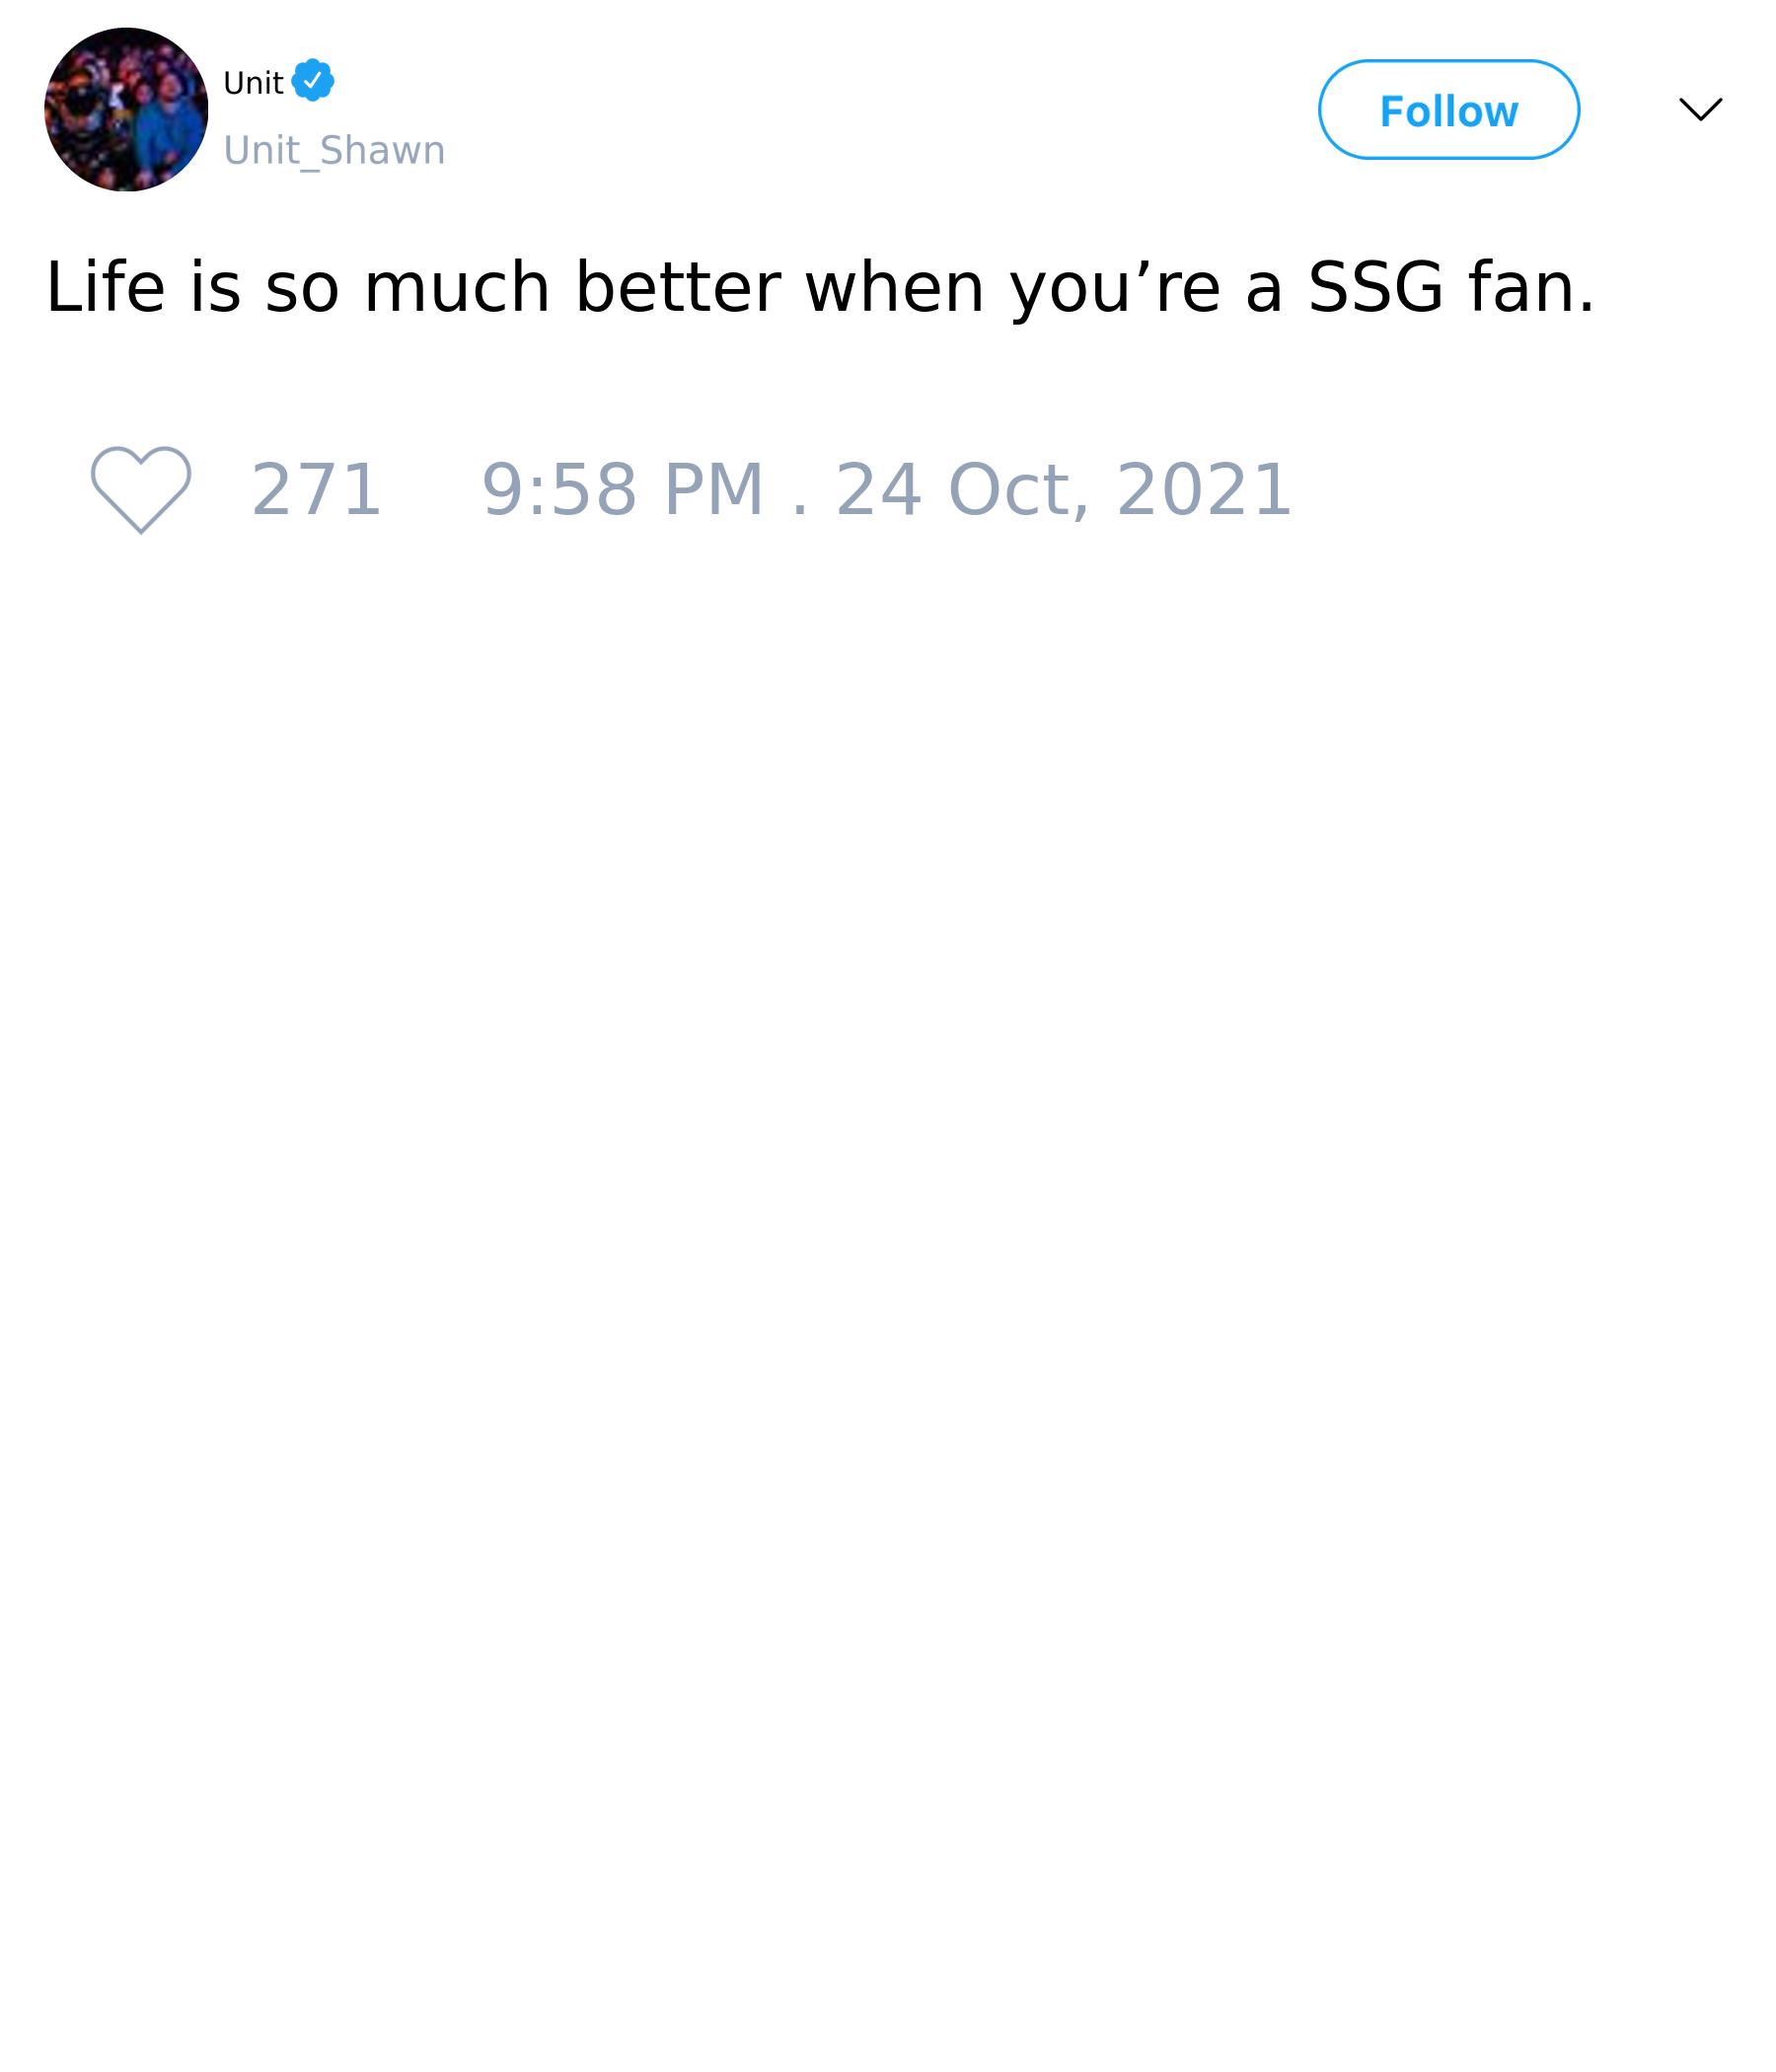 Unit
Unit_Shawn
Follow
Life is so much better when you’re a SSG fan.
271 9:58 PM . 24 Oct, 2021